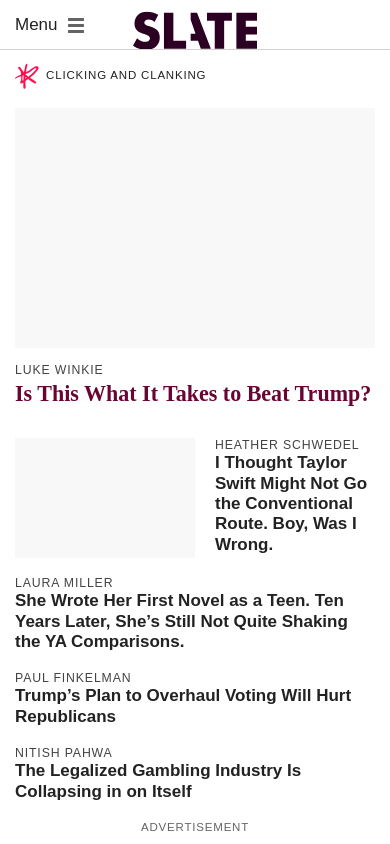 Menu
SLATE
CLICKING AND CLANKING
LUKE WINKIE
Is This What It Takes to Beat Trump?
HEATHER SCHWEDEL
I Thought Taylor
Swift Might Not Go
the Conventional
Route. Boy, Was I
Wrong.
LAURA MILLER
She Wrote Her First Novel as a Teen. Ten
Years Later, She’s Still Not Quite Shaking
the YA Comparisons.
PAUL FINKELMAN
Trump’s Plan to Overhaul Voting Will Hurt
Republicans
NITISH PAHWA
The Legalized Gambling Industry Is
Collapsing in on Itself
ADVERTISEMENT